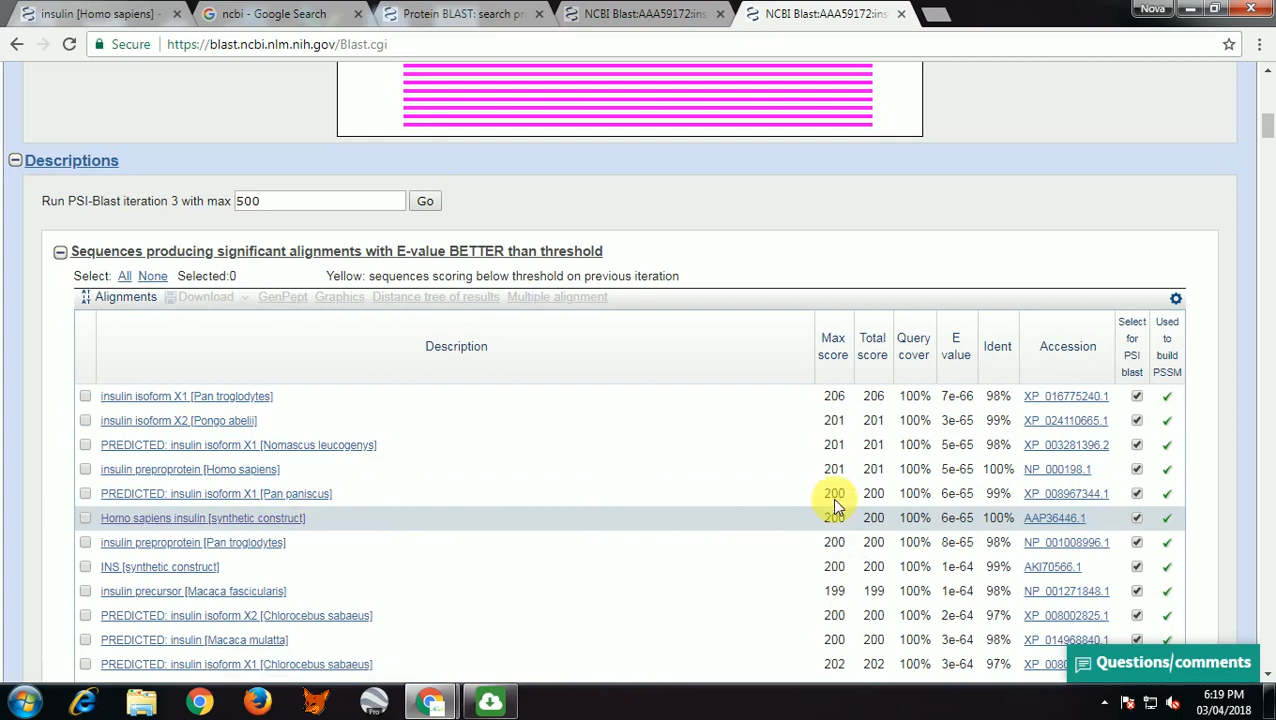 insulin [Homo sapiens] -
ncbi - Google Search
Protein BLAST: search pr
NCBI Blast:AAA59172:ins
NCBI Blast:AAA59172:ins
Nova
Secure https://blast.ncbi.nlm.nih.gov/Blast.cgi
Descriptions
Run PSI-Blast iteration 3 with max 500 Go
Sequences producing significant alignments with E-value BETTER than threshold
Select: All None Selected:0 Yellow: sequences scoring below threshold on previous iteration
Alignments Download GenPept Graphics Distance tree of results Multiple alignment
Description Max score Total score Query cover E value Ident Accession Select for PSI blast Used to build PSSM
insulin isoform X1 [Pan troglodytes] 206 206 100% 7e-66 98% XP_016775240.1
insulin isoform X2 [Pongo abelii] 201 201 100% 3e-65 99% XP_024110665.1
PREDICTED: insulin isoform X1 [Nomascus leucogenys] 201 201 100% 5e-65 98% XP_003281396.2
insulin preproprotein [Homo sapiens] 201 201 100% 5e-65 100% NP_000198.1
PREDICTED: insulin isoform X1 [Pan paniscus] 200 200 100% 6e-65 99% XP_008967344.1
Homo sapiens insulin [synthetic construct] 200 200 100% 6e-65 100% AAP36446.1
insulin preproprotein [Pan troglodytes] 200 200 100% 8e-65 98% NP_001008996.1
INS [synthetic construct] 200 200 100% 1e-64 99% AKI70566.1
insulin precursor [Macaca fascicularis] 199 199 100% 1e-64 98% NP_001271848.1
PREDICTED: insulin isoform X2 [Chlorocebus sabaeus] 200 200 100% 2e-64 97% XP_008002825.1
PREDICTED: insulin [Macaca mulatta] 200 200 100% 3e-64 98% XP_014968840.1
PREDICTED: insulin isoform X1 [Chlorocebus sabaeus] 202 202 100% 3e-64 97%
Questions/comments
Pro
6:19 PM
03/04/2018